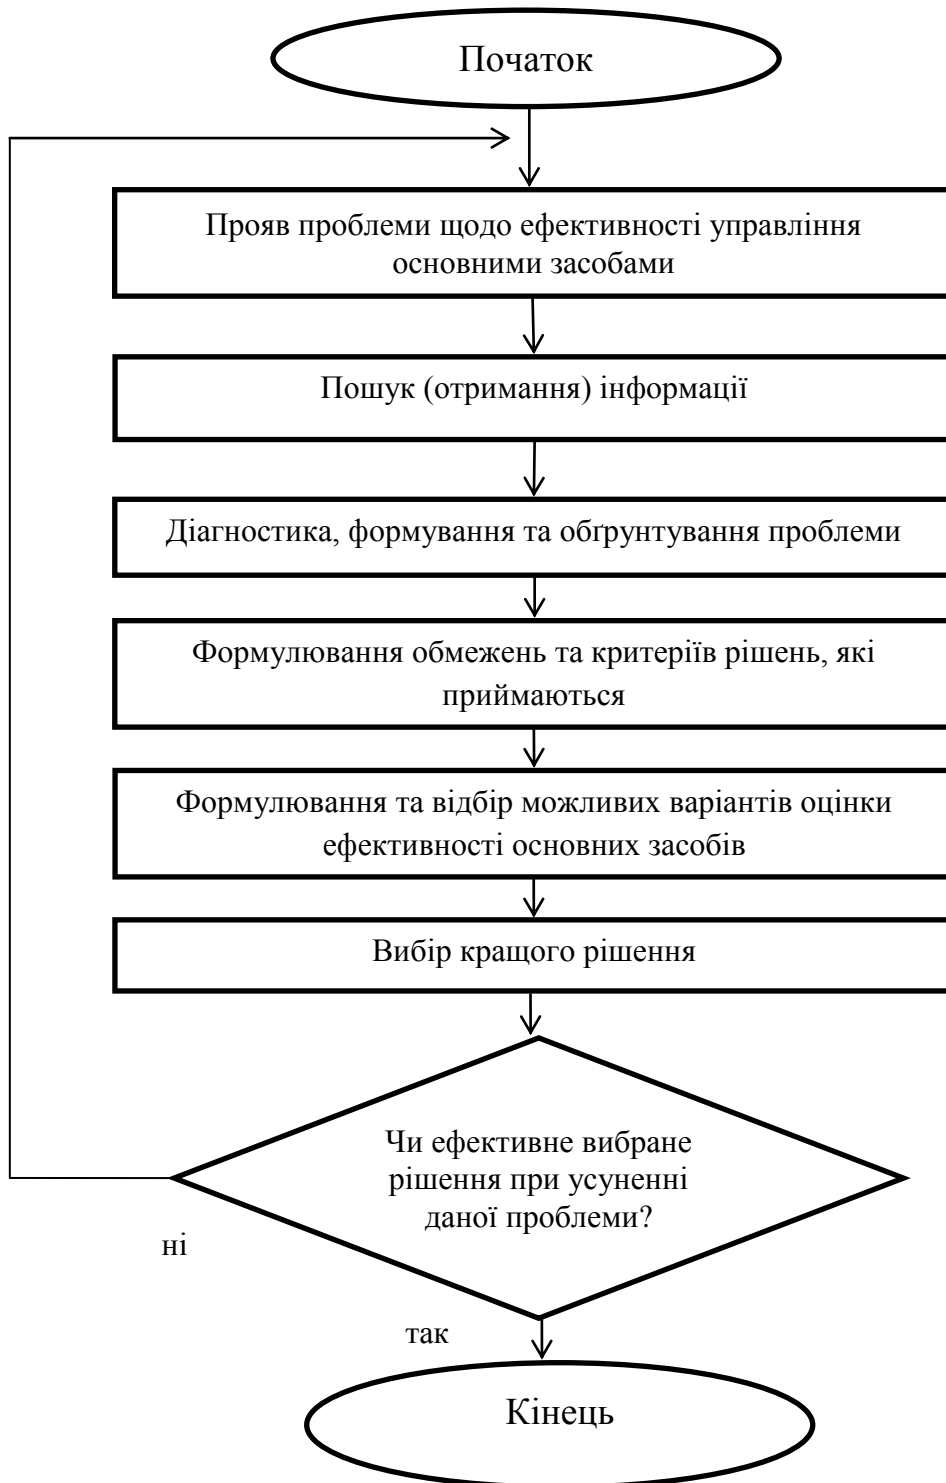 Початок
Прояв проблеми щодо ефективності управління
основними засобами
Пошук (отримання) інформації
Діагностика, формування та обґрунтування проблеми
Формулювання обмежень та критеріїв рішень, які
приймаються
Формулювання та відбір можливих варіантів оцінки
ефективності основних засобів
Вибір кращого рішення
Чи ефективне вибране
рішення при усуненні
даної проблеми?
ні
так
Кінець